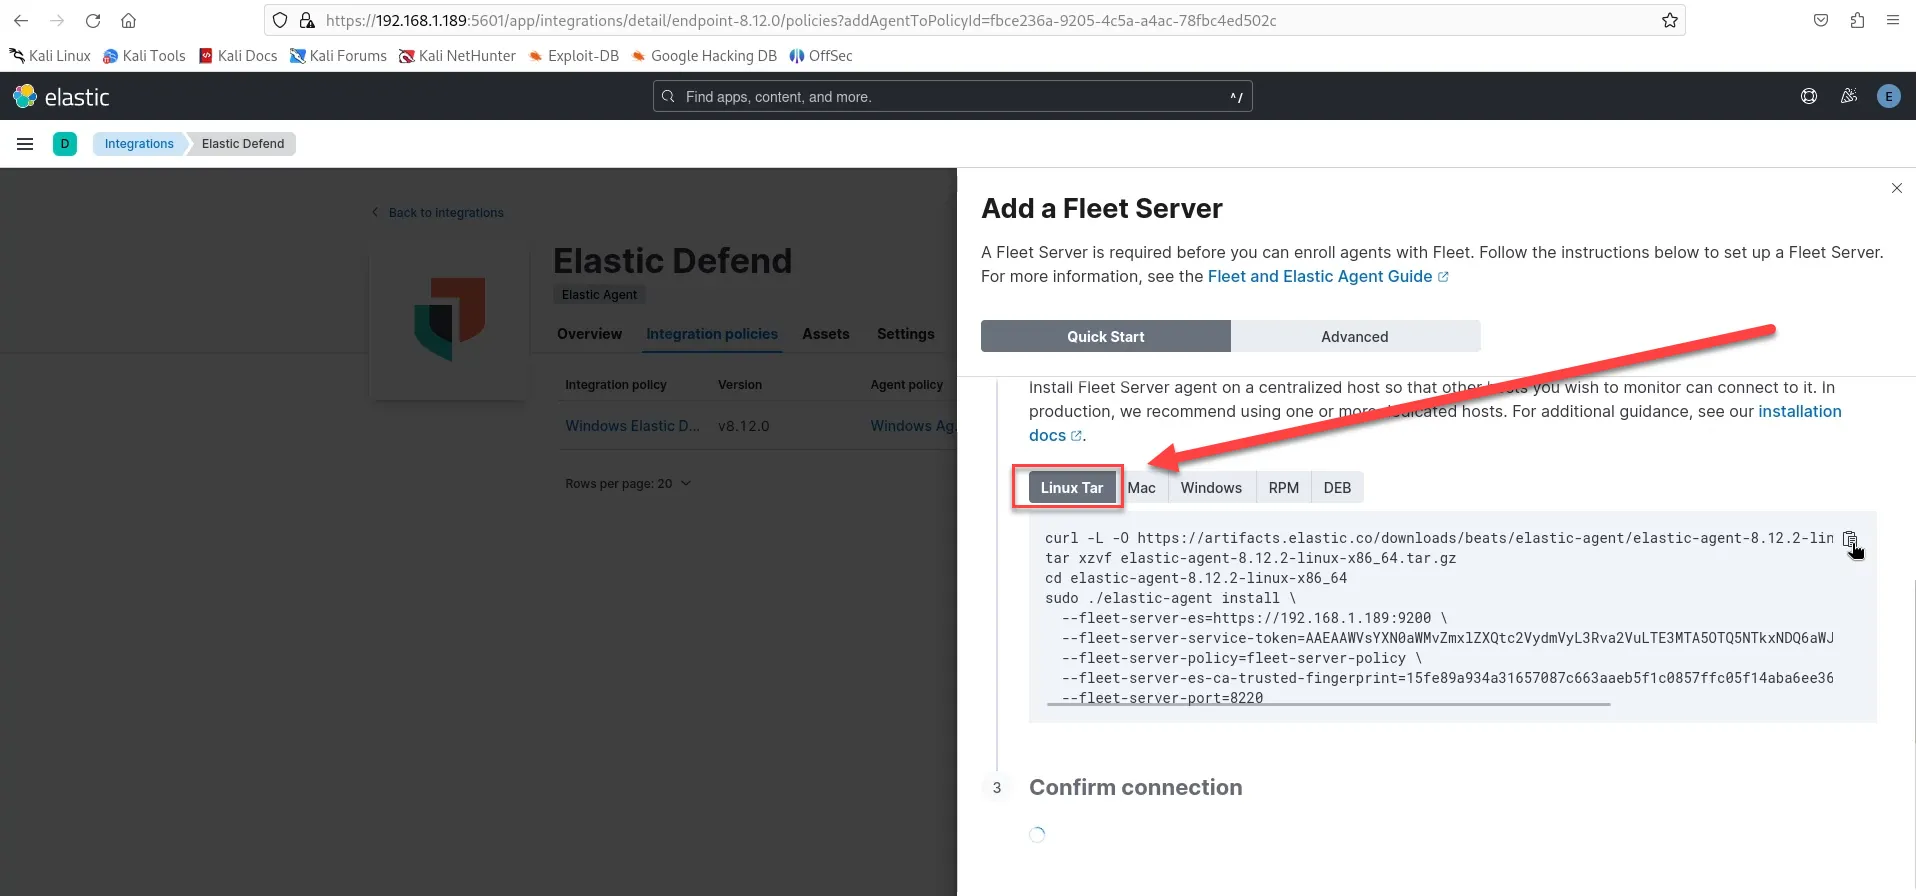 https://192.168.1.189:5601/app/integrations/detail/endpoint-8.12.0/policies?addAgentToPolicyId=fbce236a-9205-4c5a-a4ac-78fbc4ed502c
Kali Linux Kali Tools Kali Docs Kali Forums Kali NetHunter Exploit-DB Google Hacking DB OffSec
elastic Find apps, content, and more. ^/ E
D Integrations Elastic Defend
Back to integrations
Elastic Defend
Elastic Agent
Overview Integration policies Assets Settings
Integration policy Version Agent policy
Windows Elastic D... v8.12.0 Windows Ag
Rows per page: 20
Add a Fleet Server
A Fleet Server is required before you can enroll agents with Fleet. Follow the instructions below to set up a Fleet Server.
For more information, see the Fleet and Elastic Agent Guide
Quick Start Advanced
Install Fleet Server agent on a centralized host so that other hosts you wish to monitor can connect to it. In
production, we recommend using one or more dedicated hosts. For additional guidance, see our installation
docs.
Linux Tar Mac Windows RPM DEB
curl -L -O https://artifacts.elastic.co/downloads/beats/elastic-agent/elastic-agent-8.12.2-lin
tar xzvf elastic-agent-8.12.2-linux-x86_64.tar.gz
cd elastic-agent-8.12.2-linux-x86_64
sudo ./elastic-agent install \
--fleet-server-es=https://192.168.1.189:9200 \
--fleet-server-service-token=AAEAAWVsYXN0aWMvZmxlZXQtc2VydmVyL3Rva2VuLTE3MTA5OTQ5NTkxNDQ6aWJ
--fleet-server-policy=fleet-server-policy \
--fleet-server-es-ca-trusted-fingerprint=15fe89a934a31657087c663aaeb5f1c0857ffc05f14aba6ee36
--fleet-server-port=8220
3 Confirm connection